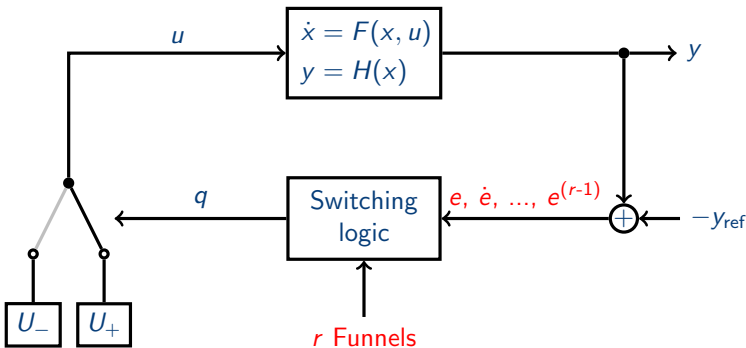 u
ẋ = F(x, u)
y = H(x)
y
q
Switching
logic
e, ė, ..., e^(r-1)
+
−y_ref
U_−
U_+
r Funnels